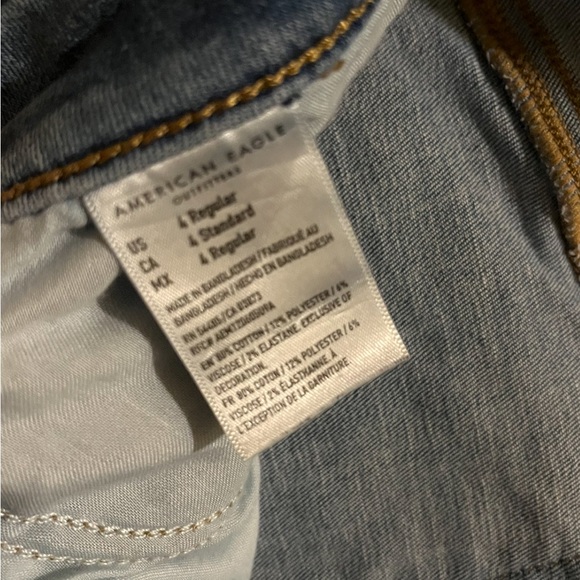 AMERICAN EAGLE
OUTFITTERS
US 4 Regular
CA 4 Standard
MX 4 Regular
MADE IN BANGLADESH/FABRIQUÉ AU
BANGLADESH/HECHO EN BANGLADESH
RN 54485/CA 03873
EN 80% COTTON / 12% POLYESTER / 6%
VISCOSE / 2% ELASTANE. EXCLUSIVE OF
DECORATION.
FR 80% COTON / 12% POLYESTER / 6%
VISCOSE / 2% ÉLASTHANNE. À
L'EXCEPTION DE LA GARNITURE